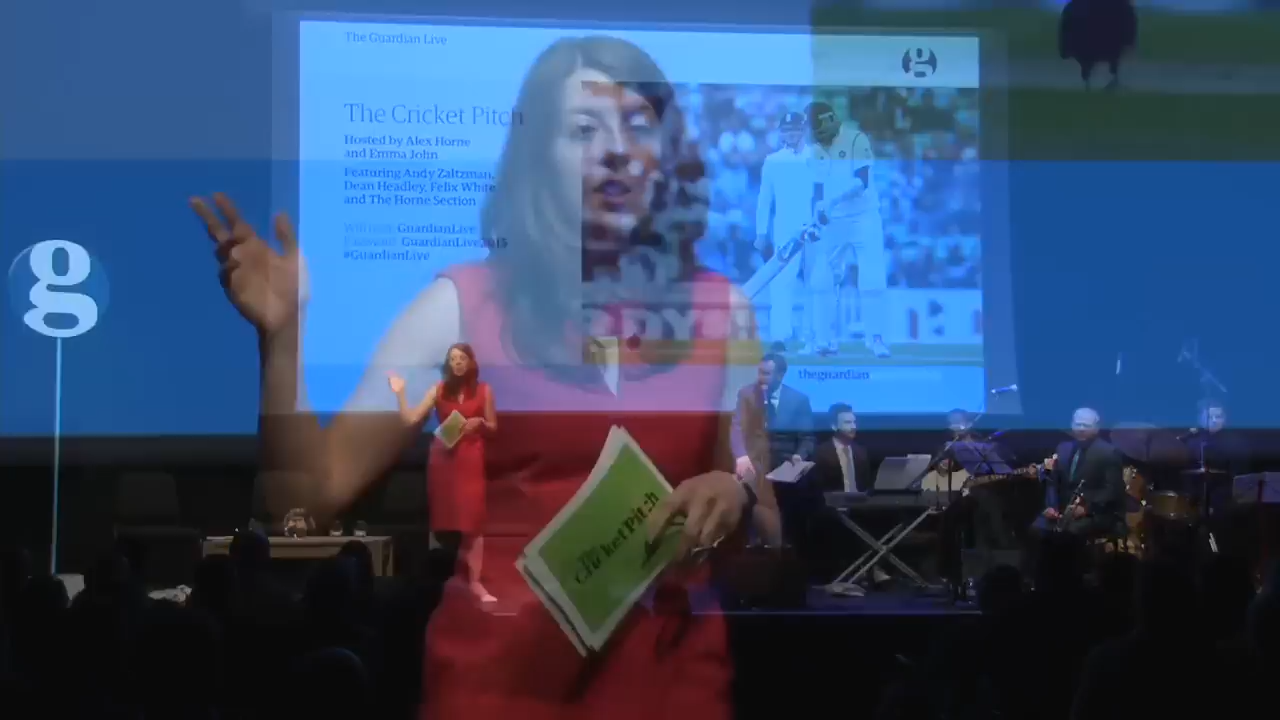 The Guardian Live
g
The Cricket Pitch
Hosted by Alex Horne
and Emma John
Featuring Andy Zaltzman,
Dean Headley, Felix White
and The Horne Section
GuardianLive
GuardianLive2015
#GuardianLive
theguardian
g
Cricket Pitch